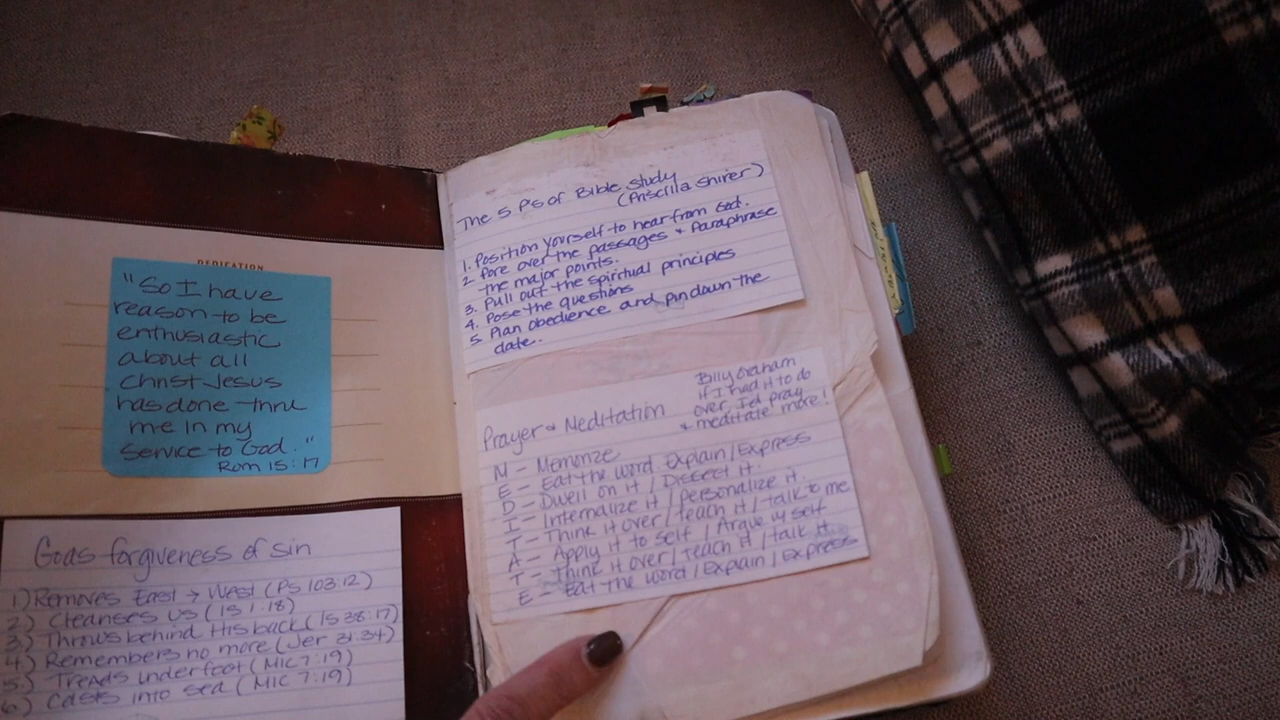 DEDICATION
"So I have
reason to be
enthusiastic
about all
Christ Jesus
has done thru
me in my
service to God."
Rom 15:17
Gods forgiveness of sin
1) Removes East → West (Ps 103:12)
2) Cleanses us (IS 1:18)
3) Throws behind His back (Is 38:17)
4) Remembers no more (Jer 31:34)
5.) Treads underfoot (MIC 7:19)
6) Casts into sea (MIC 7:19)
The 5 Ps of Bible study
(Priscilla Shirer)
1. Position yourself to hear from God.
2. Pore over the passages + Paraphrase
the major points.
3. Pull out the spiritual principles
4. Pose the questions
5. Plan obedience and pin down the
date.
Prayer + Meditation
Billy Graham
if I had it to do
over, I'd pray
+ meditate more!
M - Memorize
E - Eat the word. Explain/Express
D - Dwell on it / Dissect it.
I - Internalize it / personalize it.
T - Think it over / teach it / talk to me
A - Apply it to self / Argue w self
T - Think it over / Teach it / talk it
E - Eat the word / Explain / Express